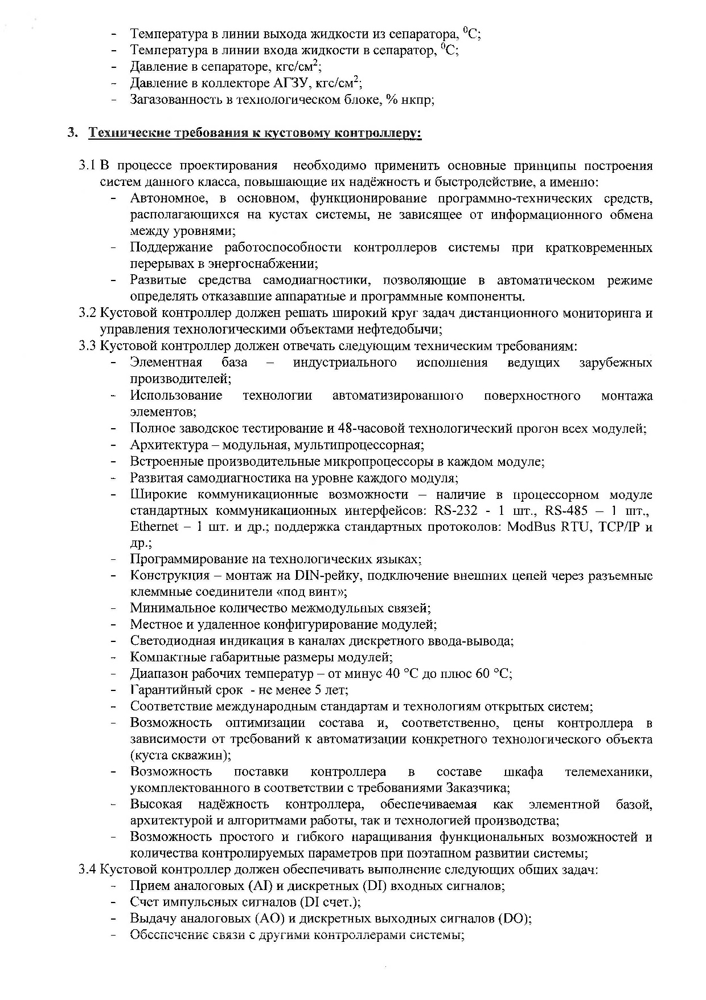 - Температура в линии выхода жидкости из сепаратора, ⁰С;
- Температура в линии входа жидкости в сепаратор, ⁰С;
- Давление в сепараторе, кгс/см²;
- Давление в коллекторе АГЗУ, кгс/см²;
- Загазованность в технологическом блоке, % нкпр;
3. Технические требования к кустовому контроллеру:
3.1 В процессе проектирования необходимо применить основные принципы построения
систем данного класса, повышающие их надёжность и быстродействие, а именно:
- Автономное, в основном, функционирование программно-технических средств,
располагающихся на кустах системы, не зависящее от информационного обмена
между уровнями;
- Поддержание работоспособности контроллеров системы при кратковременных
перерывах в энергоснабжении;
- Развитые средства самодиагностики, позволяющие в автоматическом режиме
определять отказавшие аппаратные и программные компоненты.
3.2 Кустовой контроллер должен решать широкий круг задач дистанционного мониторинга и
управления технологическими объектами нефтедобычи;
3.3 Кустовой контроллер должен отвечать следующим техническим требованиям:
- Элементная база – индустриального исполнения ведущих зарубежных
производителей;
- Использование технологии автоматизированного поверхностного монтажа
элементов;
- Полное заводское тестирование и 48-часовой технологический прогон всех модулей;
- Архитектура – модульная, мультипроцессорная;
- Встроенные производительные микропроцессоры в каждом модуле;
- Развитая самодиагностика на уровне каждого модуля;
- Широкие коммуникационные возможности – наличие в процессорном модуле
стандартных коммуникационных интерфейсов: RS-232 - 1 шт., RS-485 – 1 шт.,
Ethernet – 1 шт. и др.; поддержка стандартных протоколов: ModBus RTU, TCP/IP и
др.;
- Программирование на технологических языках;
- Конструкция – монтаж на DIN-рейку, подключение внешних цепей через разъемные
клеммные соединители «под винт»;
- Минимальное количество межмодульных связей;
- Местное и удаленное конфигурирование модулей;
- Светодиодная индикация в каналах дискретного ввода-вывода;
- Компактные габаритные размеры модулей;
- Диапазон рабочих температур – от минус 40 °С до плюс 60 °С;
- Гарантийный срок - не менее 5 лет;
- Соответствие международным стандартам и технологиям открытых систем;
- Возможность оптимизации состава и, соответственно, цены контроллера в
зависимости от требований к автоматизации конкретного технологического объекта
(куста скважин);
- Возможность поставки контроллера в составе шкафа телемеханики,
укомплектованного в соответствии с требованиями Заказчика;
- Высокая надёжность контроллера, обеспечиваемая как элементной базой,
архитектурой и алгоритмами работы, так и технологией производства;
- Возможность простого и гибкого наращивания функциональных возможностей и
количества контролируемых параметров при поэтапном развитии системы;
3.4 Кустовой контроллер должен обеспечивать выполнение следующих общих задач:
- Прием аналоговых (AI) и дискретных (DI) входных сигналов;
- Счет импульсных сигналов (DI счет.);
- Выдачу аналоговых (АО) и дискретных выходных сигналов (DO);
- Обеспечение связи с другими контроллерами системы;